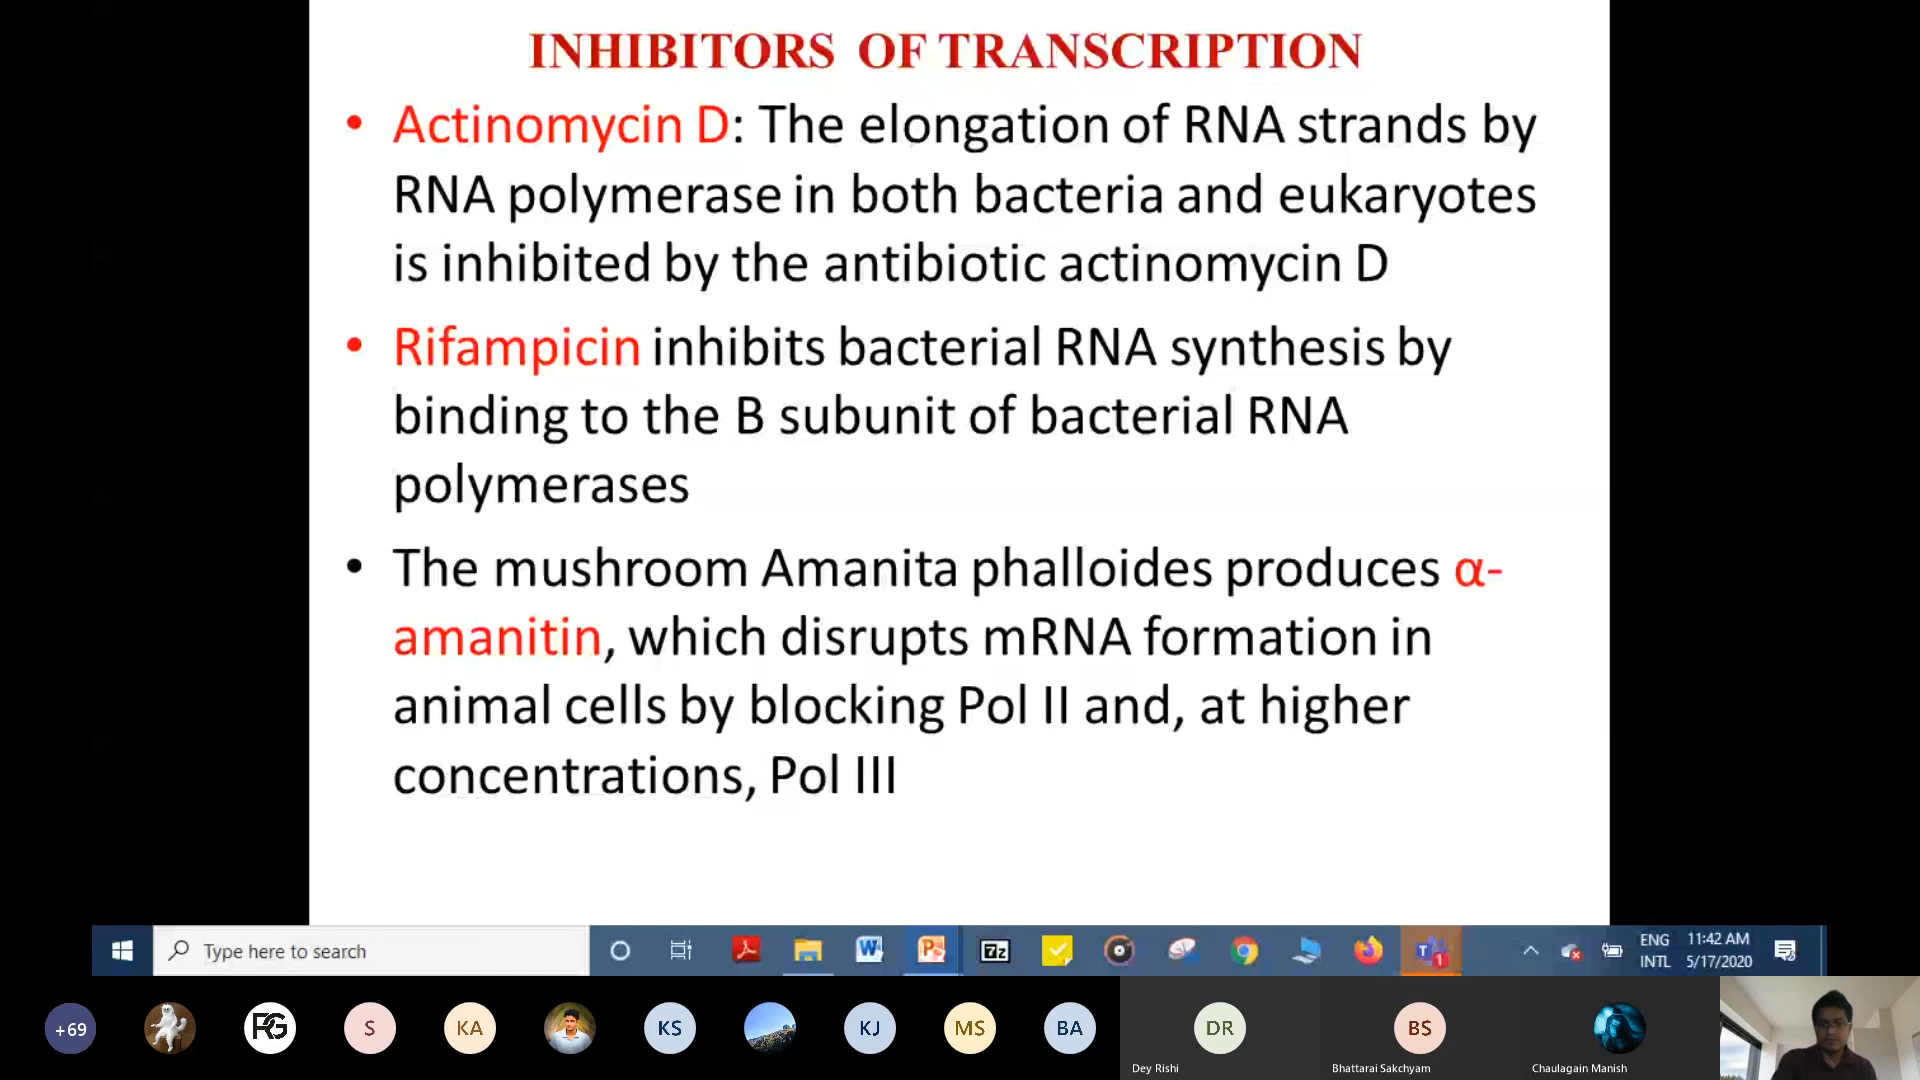 INHIBITORS OF TRANSCRIPTION
• Actinomycin D: The elongation of RNA strands by
RNA polymerase in both bacteria and eukaryotes
is inhibited by the antibiotic actinomycin D
• Rifampicin inhibits bacterial RNA synthesis by
binding to the B subunit of bacterial RNA
polymerases
• The mushroom Amanita phalloides produces α-
amanitin, which disrupts mRNA formation in
animal cells by blocking Pol II and, at higher
concentrations, Pol III
Type here to search
ENG
INTL
11:42 AM
5/17/2020
+69
RG
S
KA
KS
KJ
MS
BA
DR
Dey Rishi
BS
Bhattarai Sakchyam
Chaulagain Manish